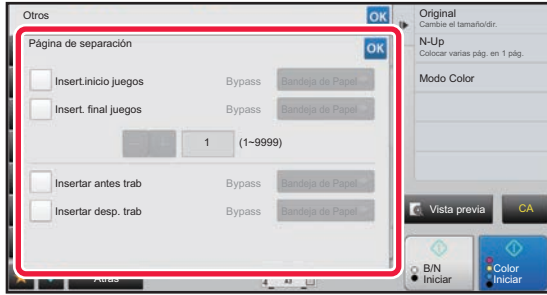 Otros
OK
Página de separación
OK
Insert.inicio juegos
Bypass
Bandeja de Papel
Insert. final juegos
Bypass
Bandeja de Papel
1
(1~9999)
Insertar antes trab
Bypass
Bandeja de Papel
Insertar desp. trab
Bypass
Bandeja de Papel
Atrás
A3
Original
Cambie el tamaño/dir.
N-Up
Colocar varias pág. en 1 pág.
Modo Color
Vista previa
CA
B/N
Iniciar
Color
Iniciar